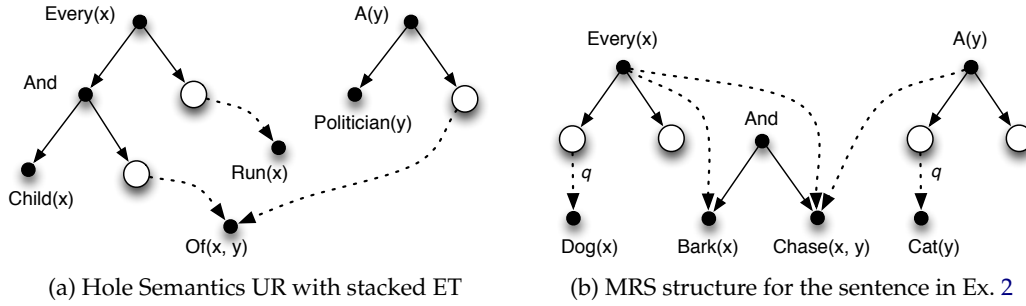 Every(x)
A(y)
And
Politician(y)
Child(x)
Run(x)
Of(x, y)
(a) Hole Semantics UR with stacked ET
Every(x)
A(y)
And
q
q
Dog(x)
Bark(x)
Chase(x, y)
Cat(y)
(b) MRS structure for the sentence in Ex. 2